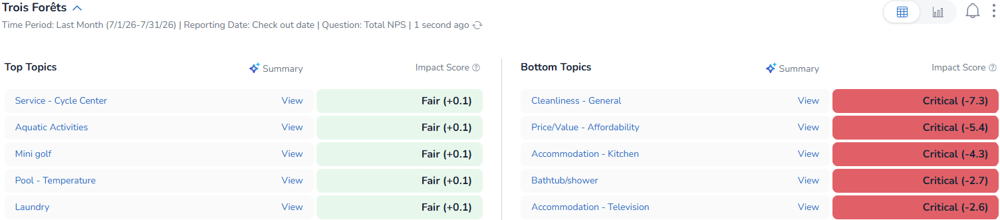 Trois Forêts
Time Period: Last Month (7/1/26-7/31/26) | Reporting Date: Check out date | Question: Total NPS | 1 second ago
Top Topics Summary Impact Score
Service - Cycle Center View Fair (+0.1)
Aquatic Activities View Fair (+0.1)
Mini golf View Fair (+0.1)
Pool - Temperature View Fair (+0.1)
Laundry View Fair (+0.1)
Bottom Topics Summary Impact Score
Cleanliness - General View Critical (-7.3)
Price/Value - Affordability View Critical (-5.4)
Accommodation - Kitchen View Critical (-4.3)
Bathtub/shower View Critical (-2.7)
Accommodation - Television View Critical (-2.6)